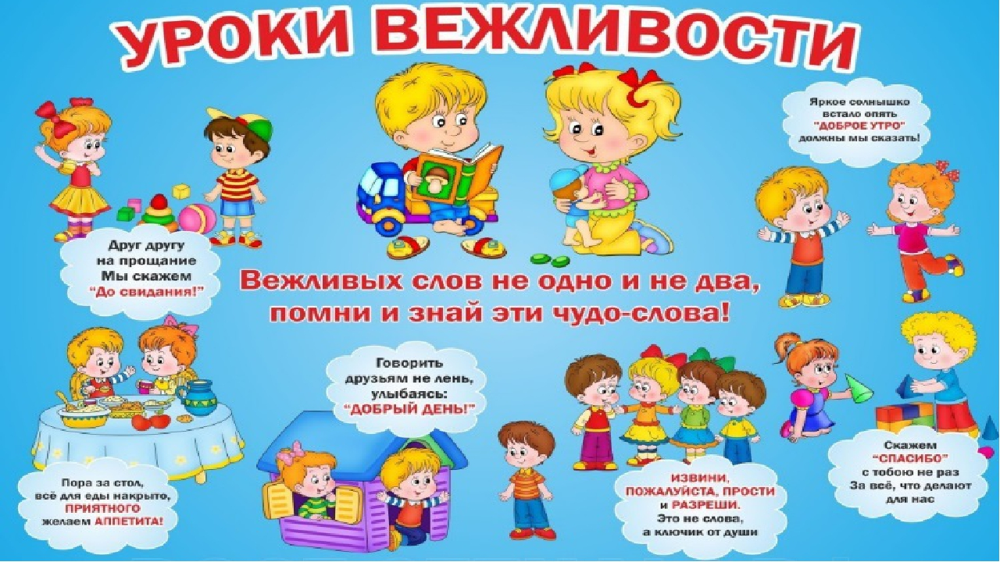 УРОКИ ВЕЖЛИВОСТИ
Яркое солнышко
встало опять
"ДОБРОЕ УТРО"
должны мы сказать!
Друг другу
на прощание
Мы скажем
"До свидания!"
Вежливых слов не одно и не два,
помни и знай эти чудо-слова!
Говорить
друзьям не лень,
улыбаясь:
"ДОБРЫЙ ДЕНЬ!"
Пора за стол,
всё для еды накрыто,
ПРИЯТНОГО
желаем АППЕТИТА!
ИЗВИНИ,
ПОЖАЛУЙСТА, ПРОСТИ
и РАЗРЕШИ.
Это не слова,
а ключик от души
Скажем
"СПАСИБО"
с тобою не раз
За всё, что делают
для нас